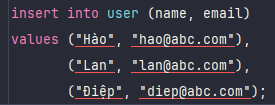 insert into user (name, email)
values ("Hào", "hao@abc.com"),
("Lan", "lan@abc.com"),
("Điệp", "diep@abc.com");